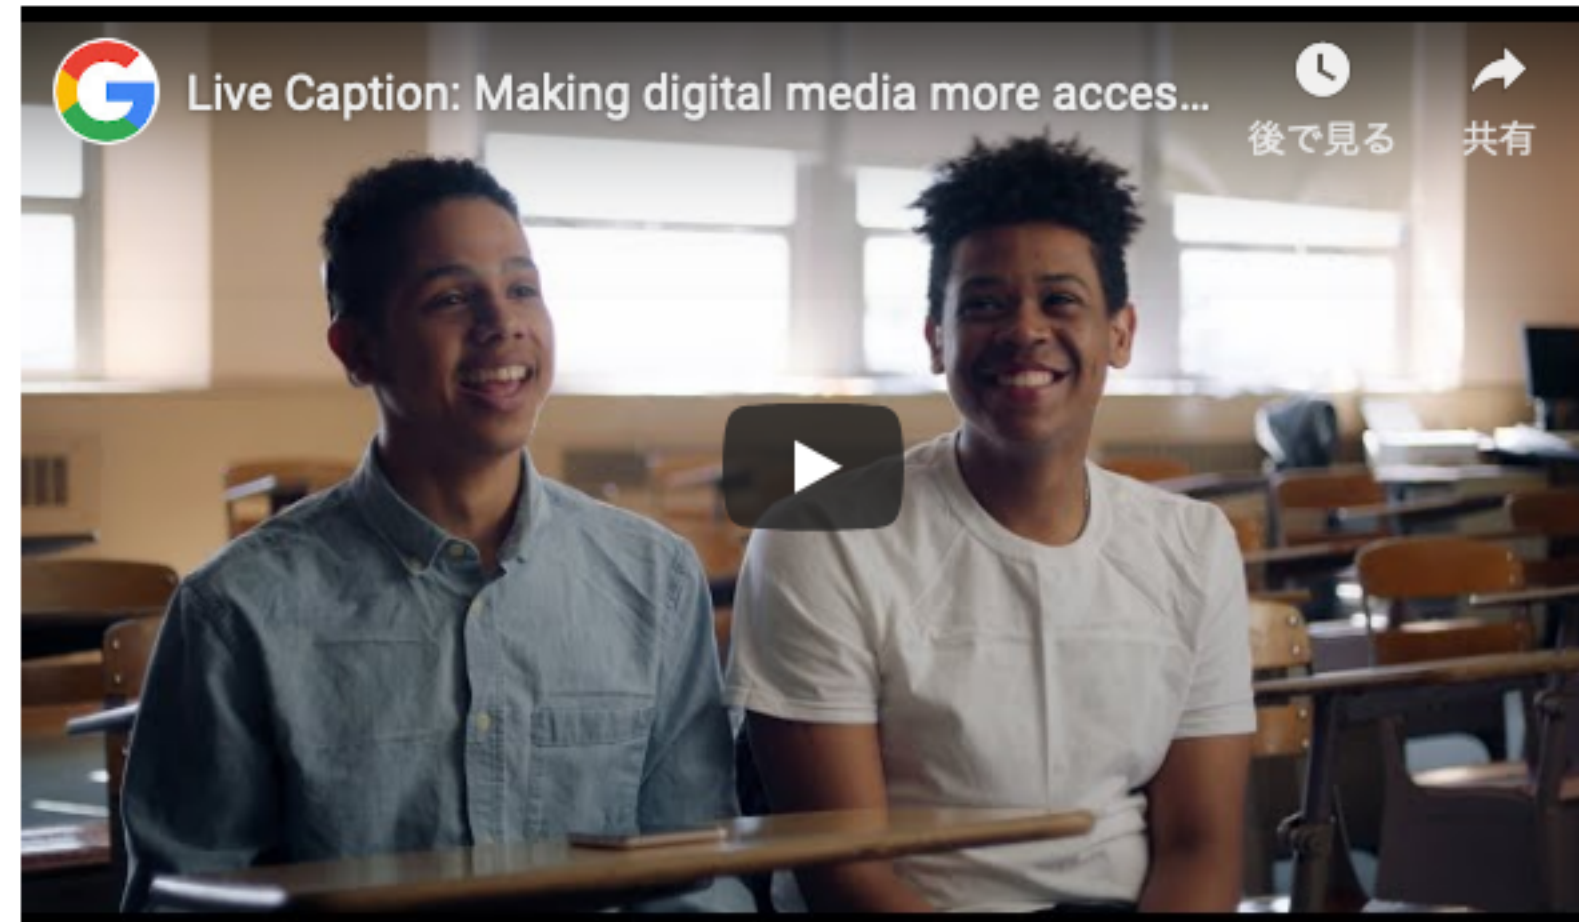 Live Caption: Making digital media more acces...
後で見る
共有